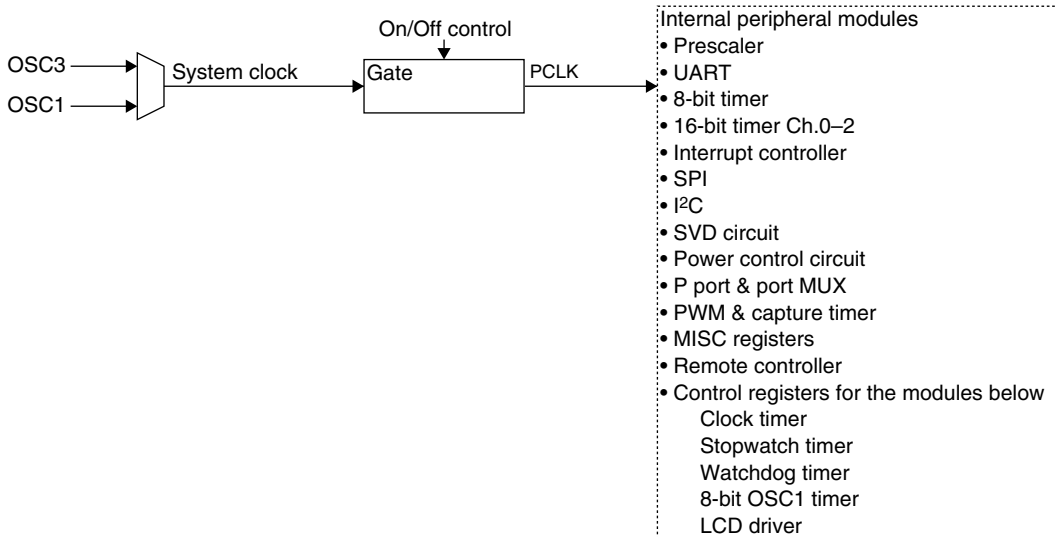 On/Off control
OSC3
OSC1
System clock
Gate
PCLK
Internal peripheral modules
• Prescaler
• UART
• 8-bit timer
• 16-bit timer Ch.0–2
• Interrupt controller
• SPI
• I²C
• SVD circuit
• Power control circuit
• P port & port MUX
• PWM & capture timer
• MISC registers
• Remote controller
• Control registers for the modules below
Clock timer
Stopwatch timer
Watchdog timer
8-bit OSC1 timer
LCD driver